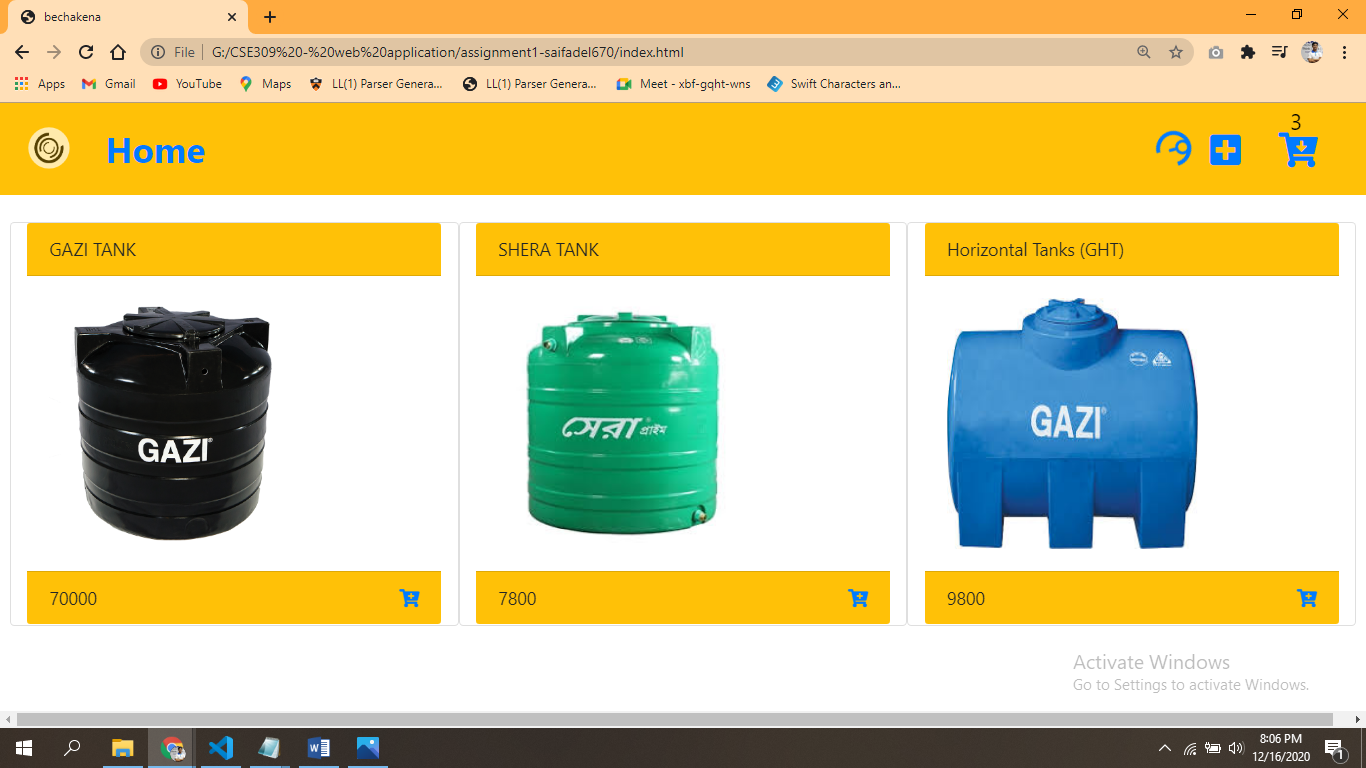 bechakena
File
G:/CSE309%20-%20web%20application/assignment1-saifadel670/index.html
Apps
Gmail
YouTube
Maps
LL(1) Parser Genera...
LL(1) Parser Genera...
Meet - xbf-gqht-wns
Swift Characters an...
Home
3
GAZI TANK
SHERA TANK
Horizontal Tanks (GHT)
GAZI
সেরা প্রাইম
GAZI
70000
7800
9800
Activate Windows
Go to Settings to activate Windows.
8:06 PM
12/16/2020
1